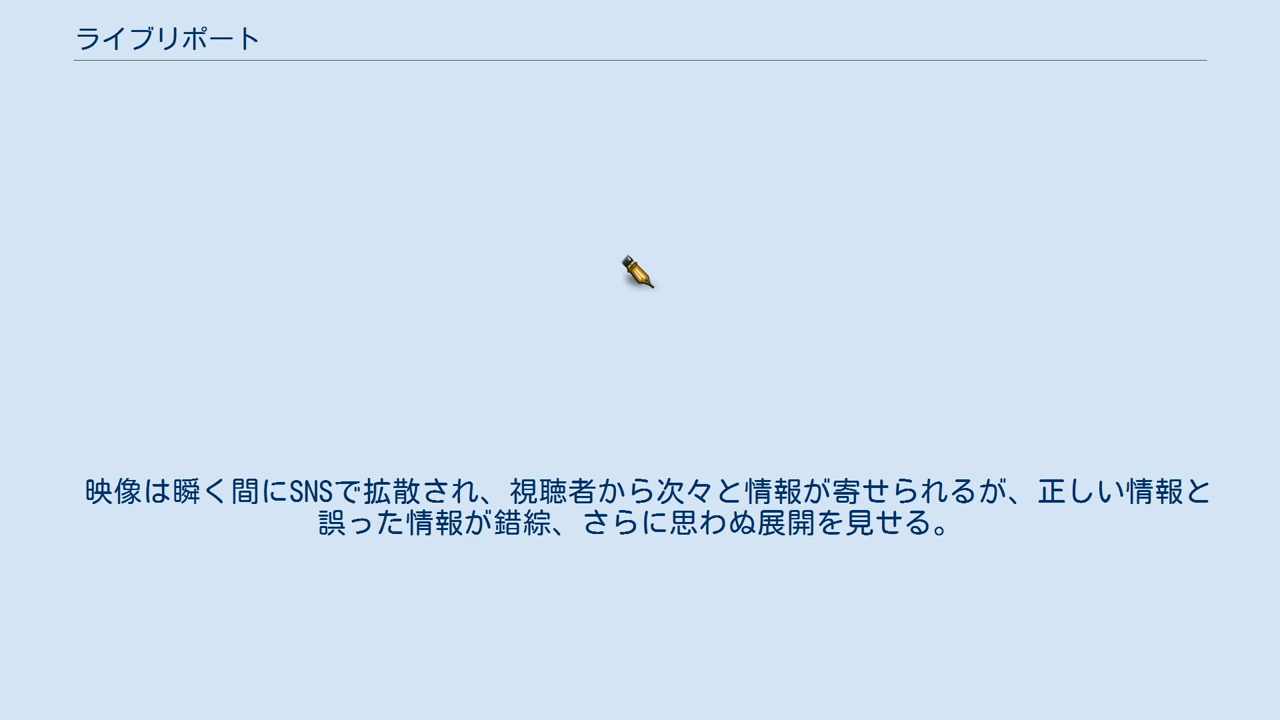 ライブリポート
映像は瞬く間にSNSで拡散され、視聴者から次々と情報が寄せられるが、正しい情報と
誤った情報が錯綜、さらに思わぬ展開を見せる。